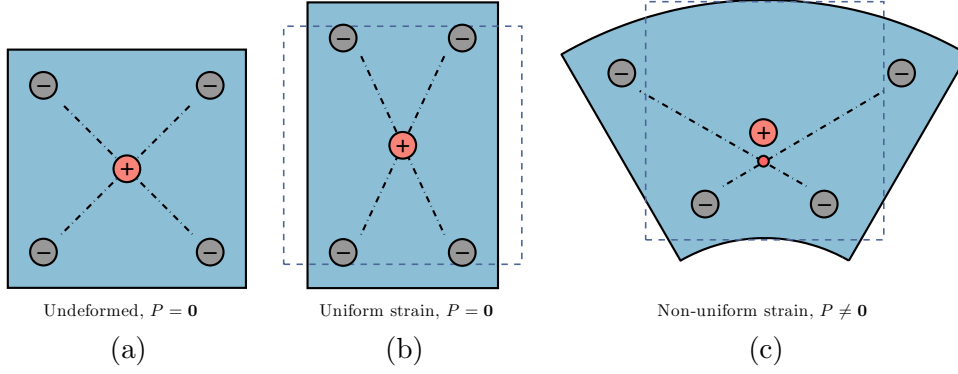 − − + − −
− − + − −
− − + − −
Undeformed, P = 0
Uniform strain, P = 0
Non-uniform strain, P ≠ 0
(a)
(b)
(c)